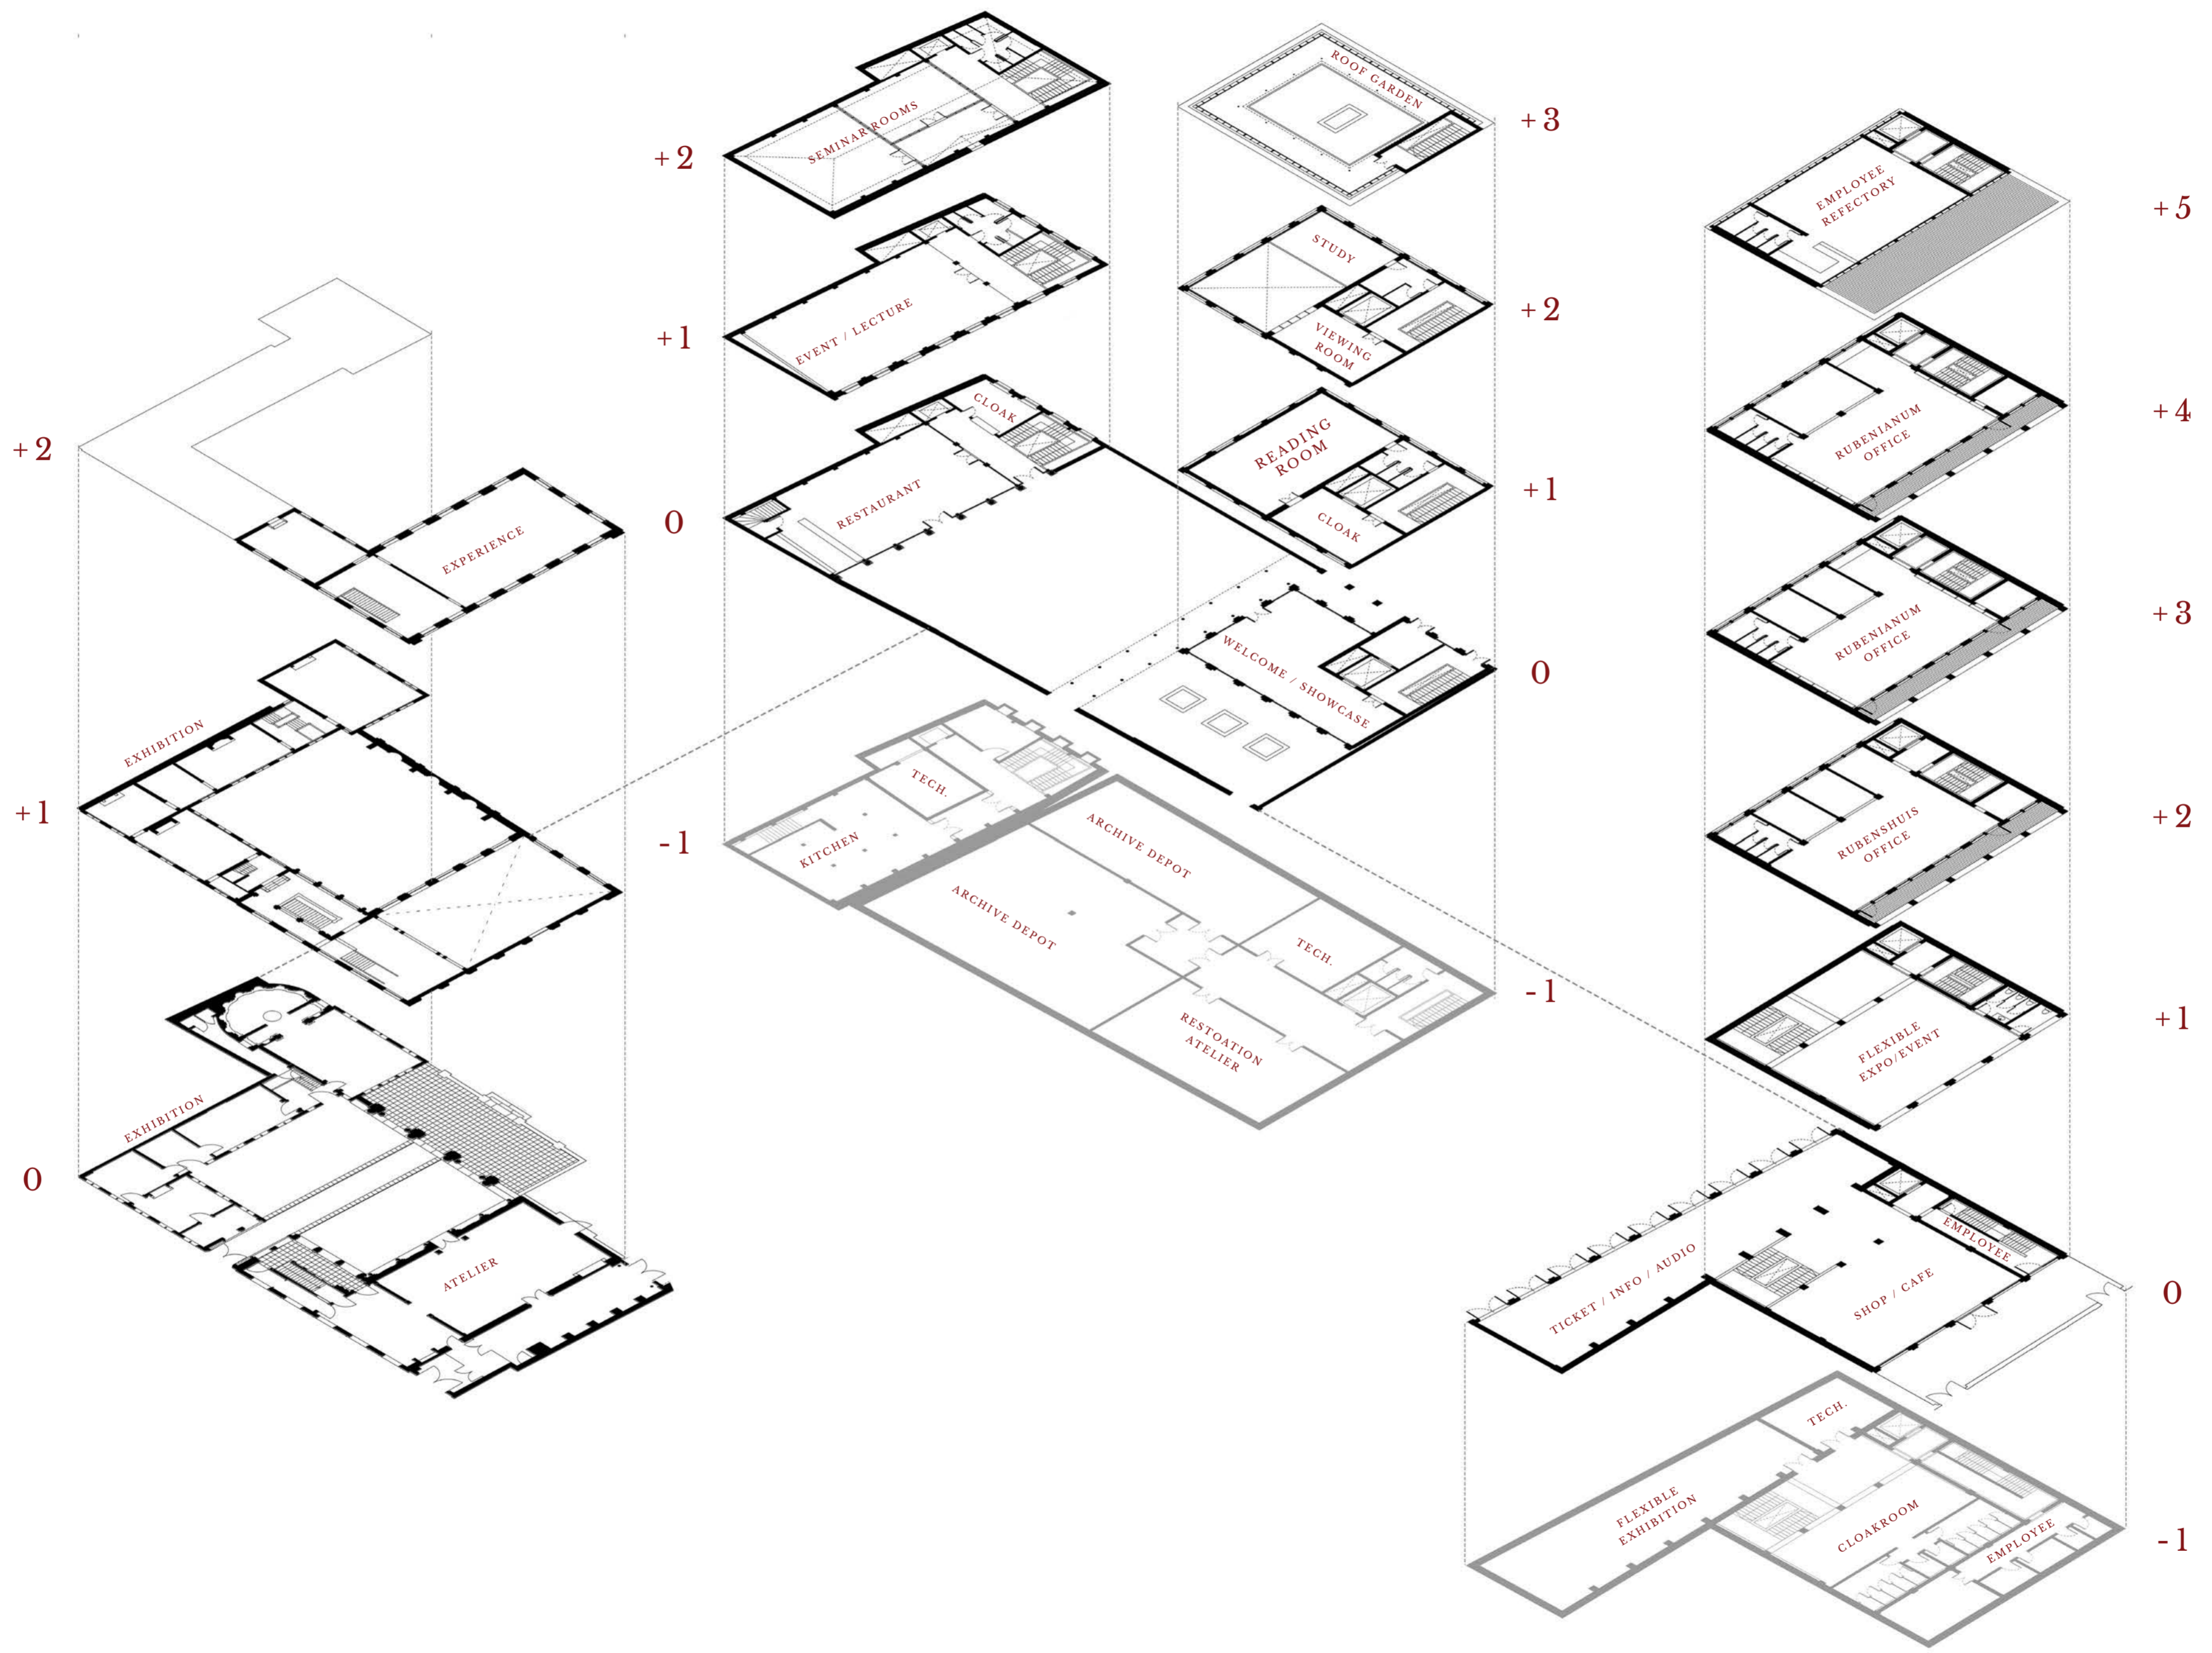 +2
EXPERIENCE
+1
EXHIBITION
0
EXHIBITION
ATELIER
+2
SEMINAR ROOMS
+1
EVENT / LECTURE
0
CLOAK
RESTAURANT
-1
TECH.
KITCHEN
ROOF GARDEN
+3
STUDY
VIEWING
ROOM
+2
READING
ROOM
CLOAK
+1
WELCOME / SHOWCASE
0
ARCHIVE DEPOT
ARCHIVE DEPOT
TECH.
RESTOATION
ATELIER
-1
EMPLOYEE
REFECTORY
+5
RUBENIANUM
OFFICE
+4
RUBENIANUM
OFFICE
+3
RUBENSHUIS
OFFICE
+2
FLEXIBLE
EXPO/EVENT
+1
EMPLOYEE
TICKET / INFO / AUDIO
SHOP / CAFE
0
TECH.
FLEXIBLE
EXHIBITION
CLOAKROOM
EMPLOYEE
-1